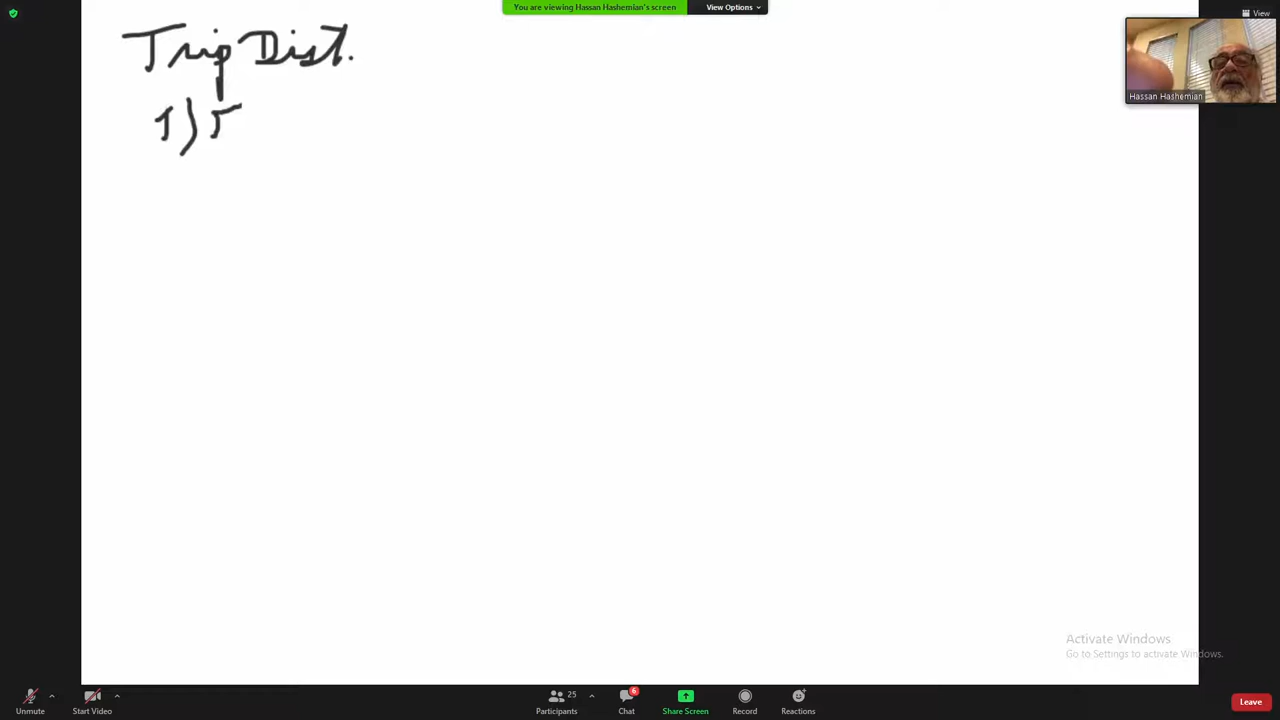 You are viewing Hassan Hashemian's screen
View Options
View
Trip Dist.
1)
Hassan Hashemian
Activate Windows
Go to Settings to activate Windows.
Unmute
Start Video
Participants
25
Chat
6
Share Screen
Record
Reactions
Leave